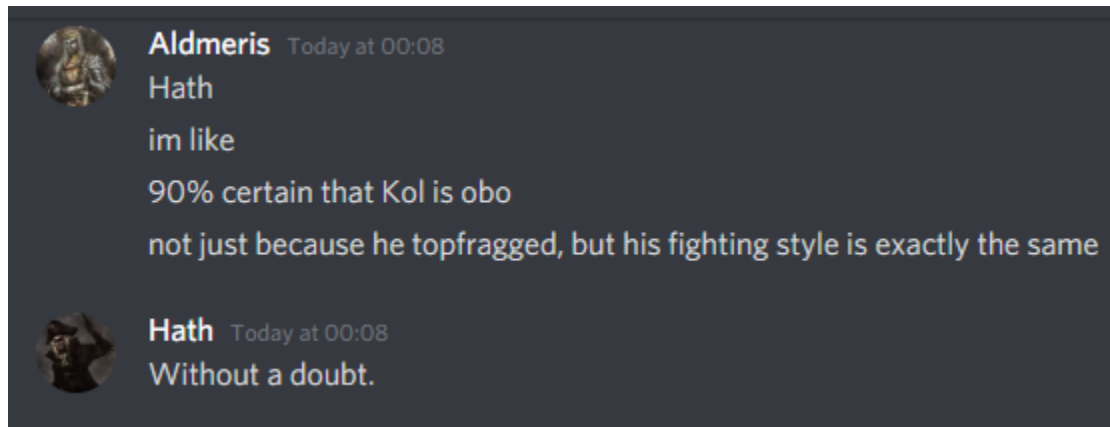 Aldmeris Today at 00:08
Hath
im like
90% certain that Kol is obo
not just because he topfragged, but his fighting style is exactly the same
Hath Today at 00:08
Without a doubt.